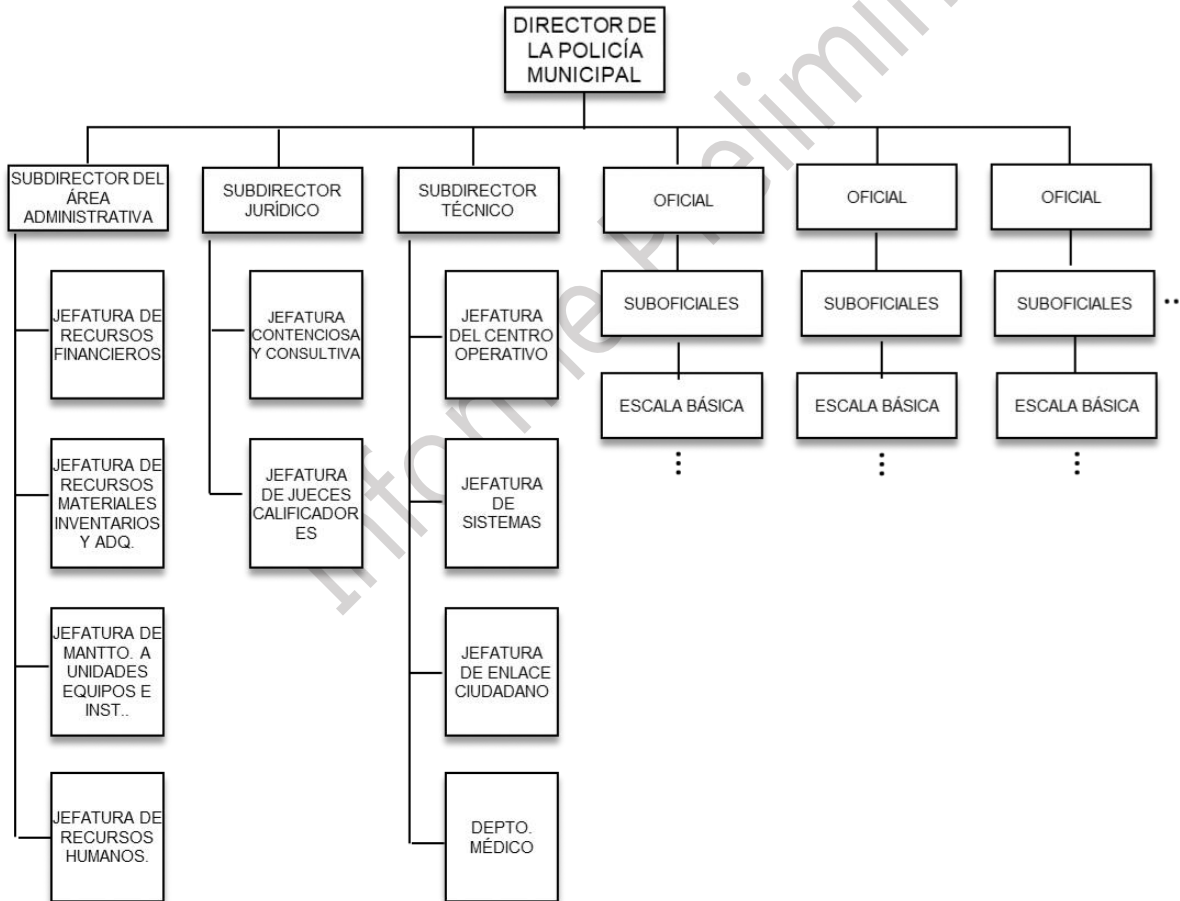 DIRECTOR DE
LA POLICÍA
MUNICIPAL
SUBDIRECTOR DEL
ÁREA
ADMINISTRATIVA
SUBDIRECTOR
JURÍDICO
SUBDIRECTOR
TÉCNICO
OFICIAL
OFICIAL
OFICIAL
JEFATURA DE
RECURSOS
FINANCIEROS
JEFATURA
CONTENCIOSA
Y CONSULTIVA
JEFATURA
DEL CENTRO
OPERATIVO
SUBOFICIALES
SUBOFICIALES
SUBOFICIALES
ESCALA BÁSICA
ESCALA BÁSICA
ESCALA BÁSICA
JEFATURA DE
RECURSOS
MATERIALES
INVENTARIOS
Y ADQ.
JEFATURA
DE JUECES
CALIFICADOR
ES
JEFATURA
DE
SISTEMAS
JEFATURA DE
MANTTO. A
UNIDADES
EQUIPOS E
INST..
JEFATURA
DE ENLACE
CIUDADANO
JEFATURA DE
RECURSOS
HUMANOS.
DEPTO.
MÉDICO
Informe